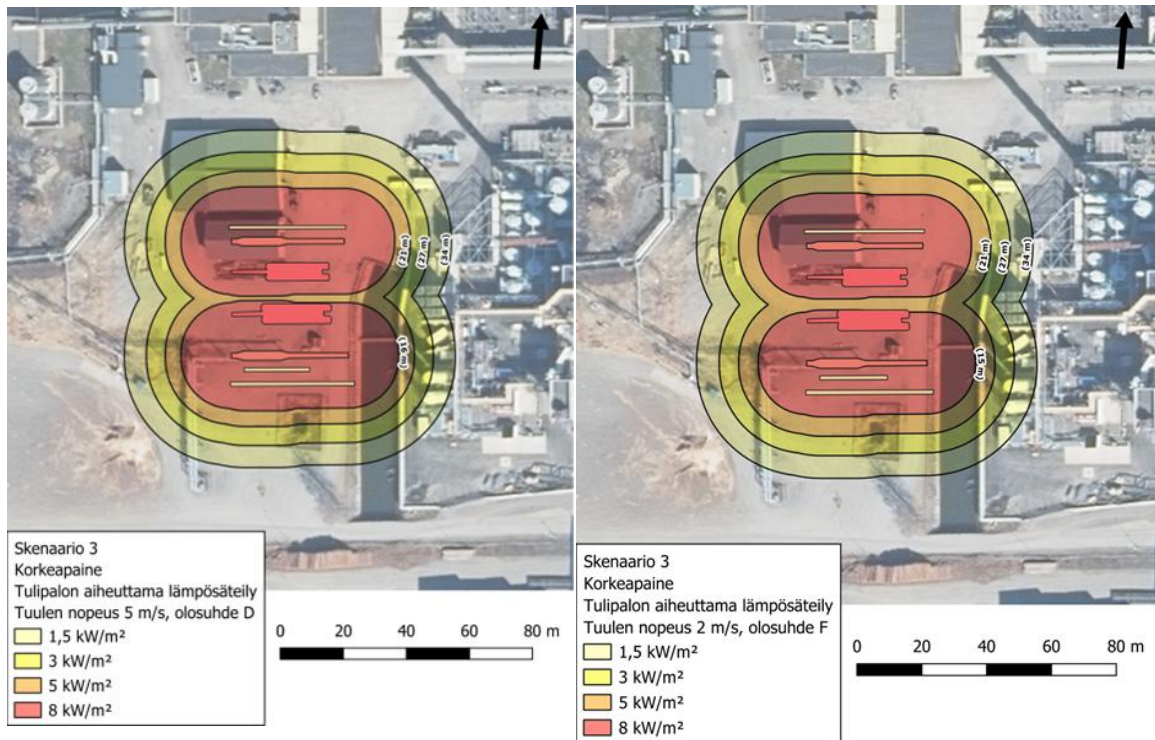 (21 m)
(27 m)
(34 m)
(16 m)
Skenaario 3
Korkeapaine
Tulipalon aiheuttama lämpösäteily
Tuulen nopeus 5 m/s, olosuhde D
1,5 kW/m²
3 kW/m²
5 kW/m²
8 kW/m²
0 20 40 60 80 m
(21 m)
(27 m)
(34 m)
(15 m)
Skenaario 3
Korkeapaine
Tulipalon aiheuttama lämpösäteily
Tuulen nopeus 2 m/s, olosuhde F
1,5 kW/m²
3 kW/m²
5 kW/m²
8 kW/m²
0 20 40 60 80 m